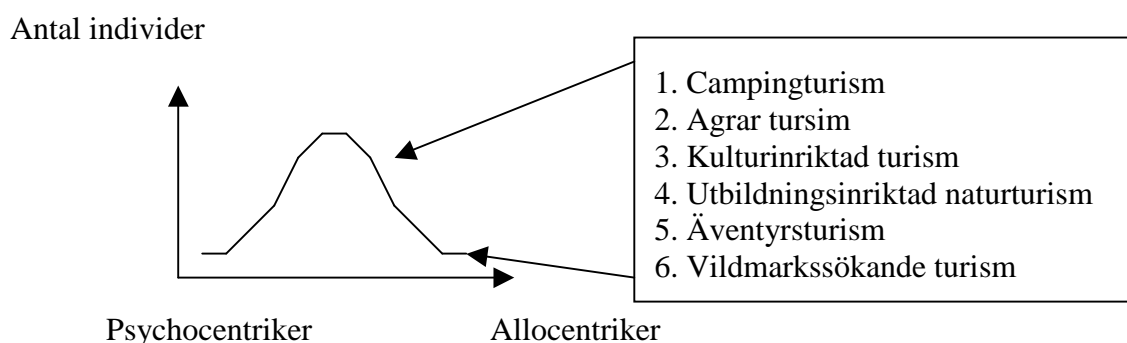 Antal individer
1. Campingturism
2. Agrar tursim
3. Kulturinriktad turism
4. Utbildningsinriktad naturturism
5. Äventyrsturism
6. Vildmarkssökande turism
Psychocentriker
Allocentriker